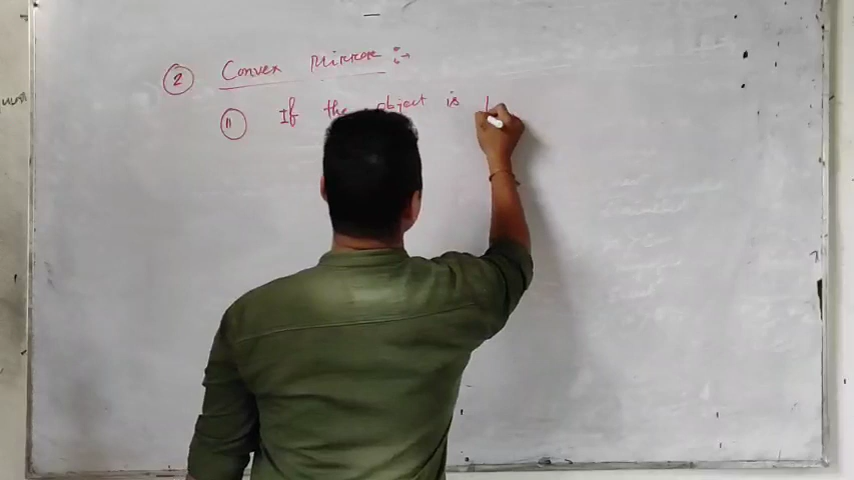 ② Convex Mirror :→
① If the object is